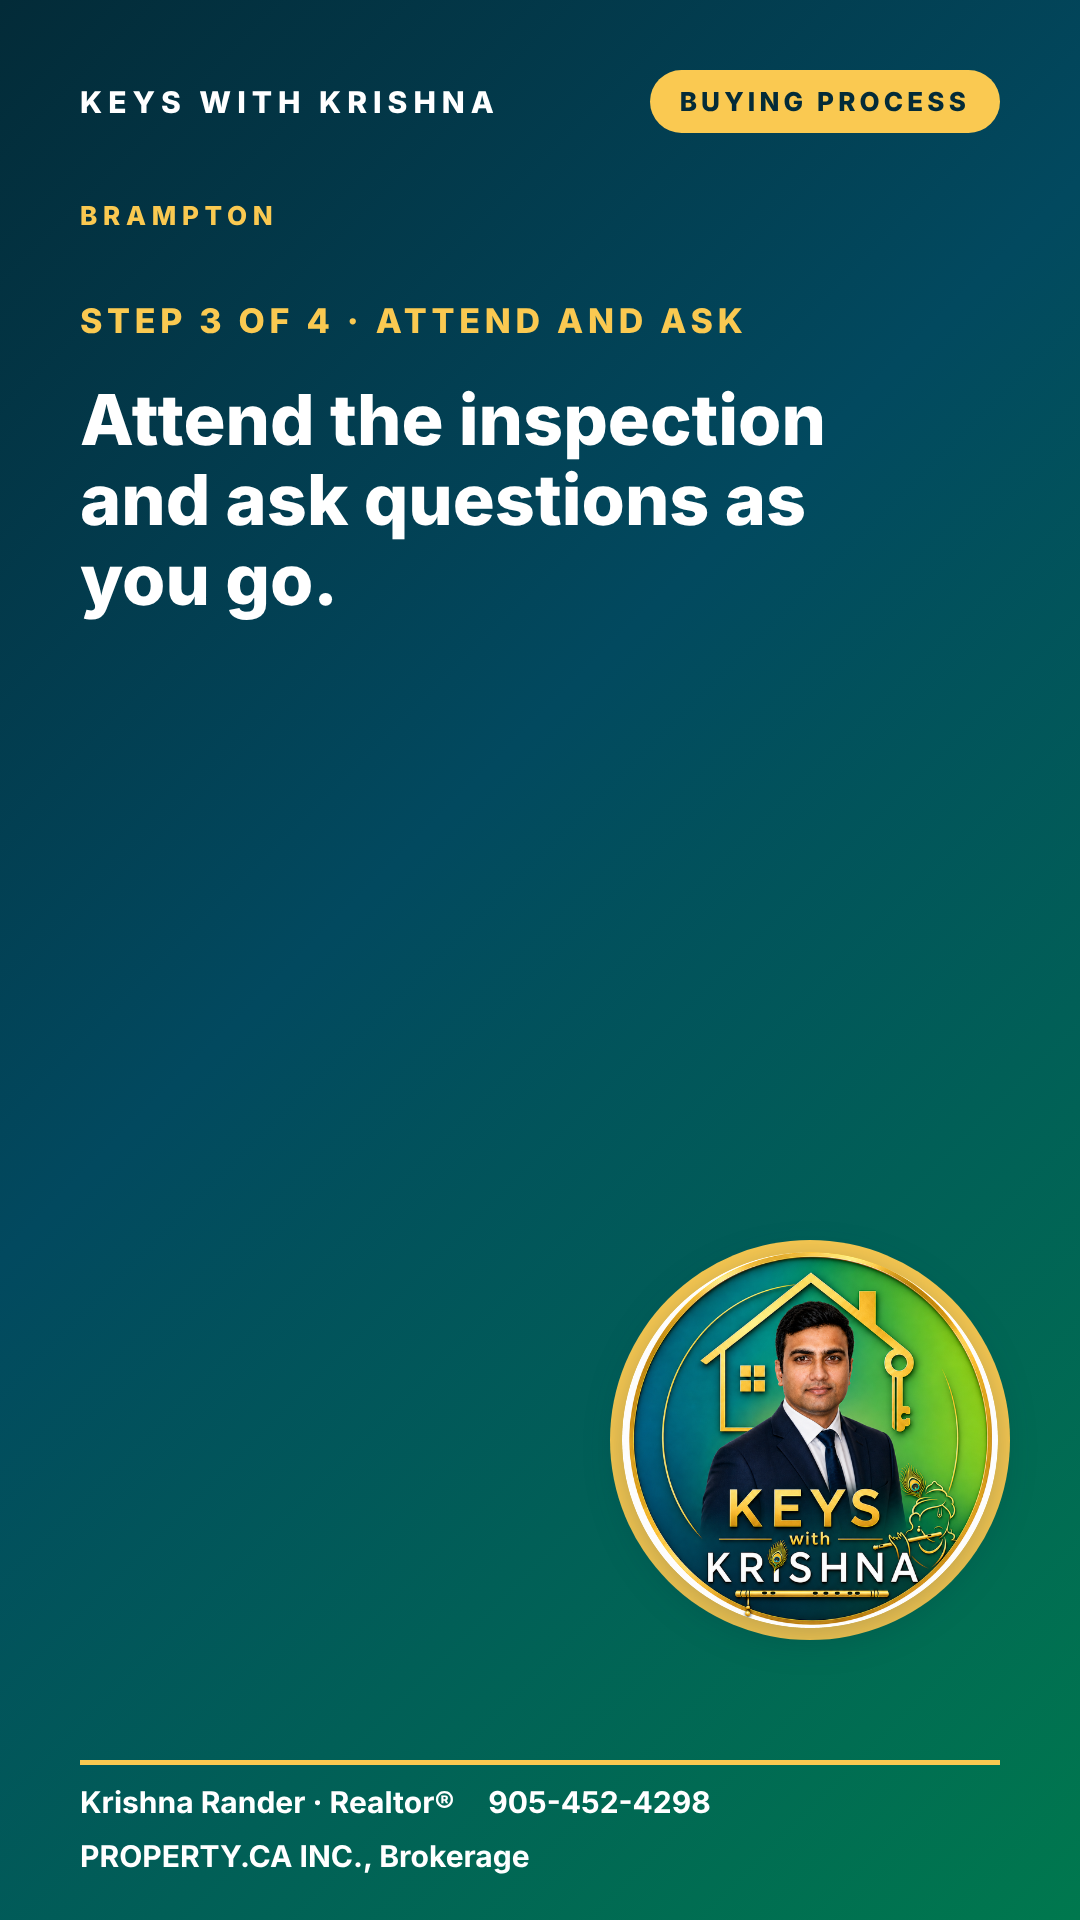 KEYS WITH KRISHNA
BUYING PROCESS
BRAMPTON
STEP 3 OF 4 · ATTEND AND ASK
Attend the inspection
and ask questions as
you go.
KEYS
with
KRISHNA
Krishna Rander · Realtor® 905-452-4298
PROPERTY.CA INC., Brokerage